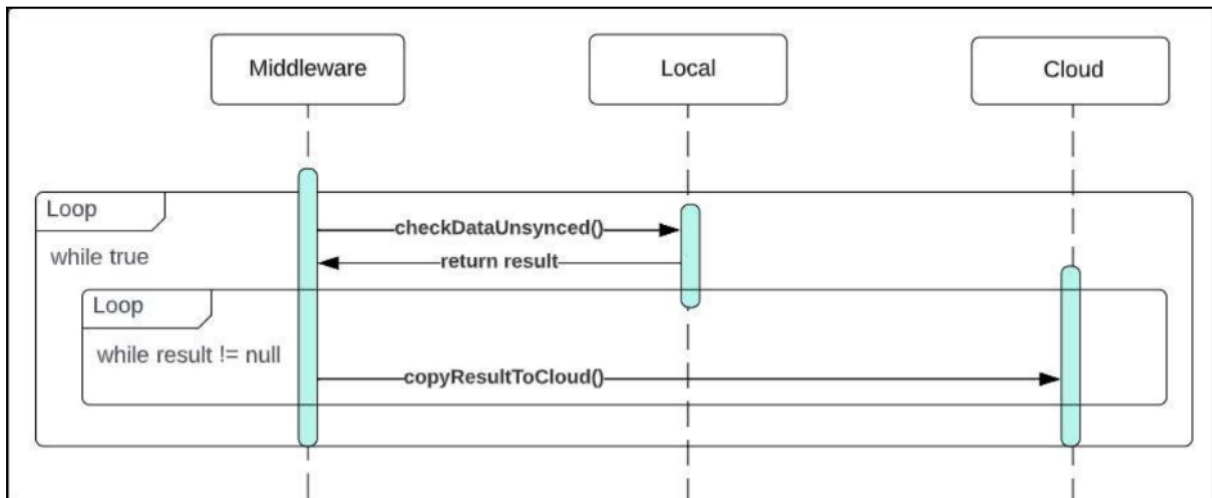 Middleware
Local
Cloud
Loop
while true
checkDataUnsynced()
return result
Loop
while result != null
copyResultToCloud()